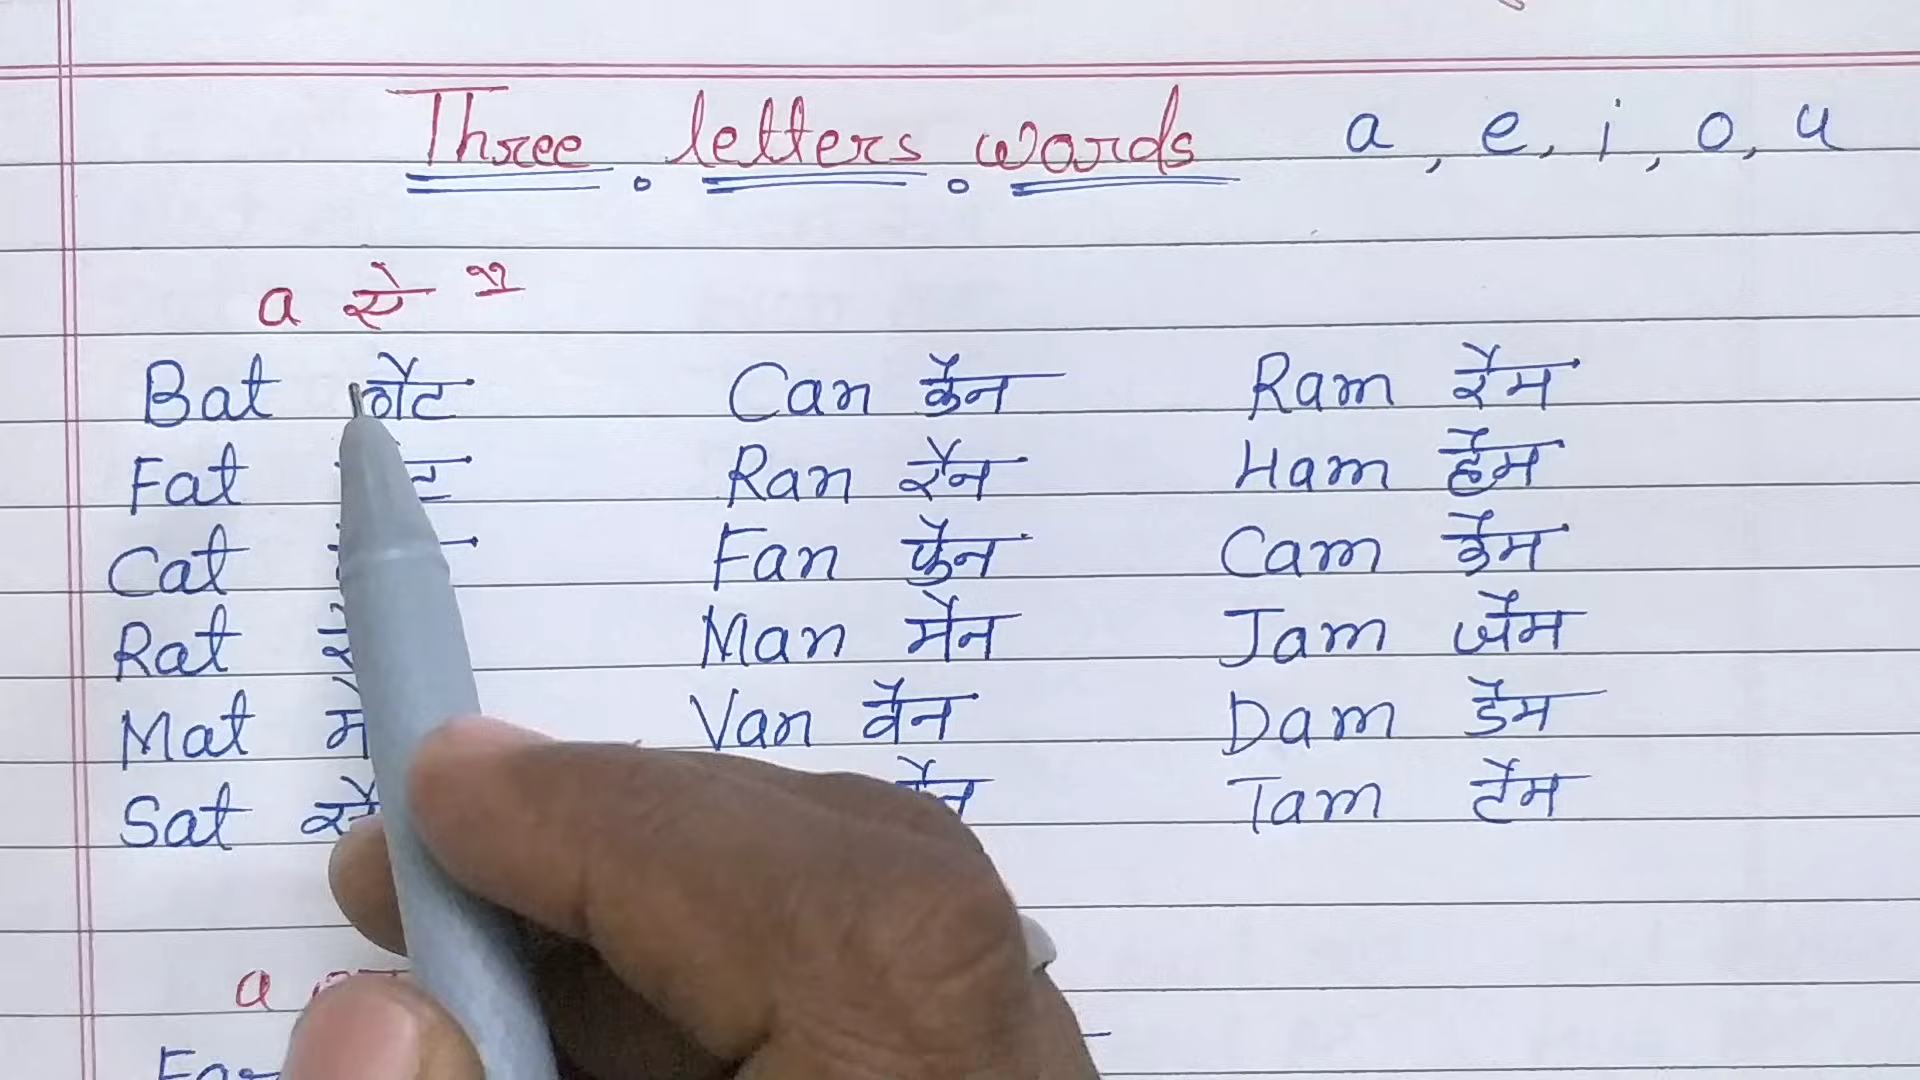 Three letters words a, e, i, o, u
a से
Bat बैट Can कैन Ram रैम
Fat Ran रैन Ham हैम
Cat Fan फैन Cam कैम
Rat Man मैन Jam जैम
Mat Van वैन Dam डैम
Sat Tam टैम
a